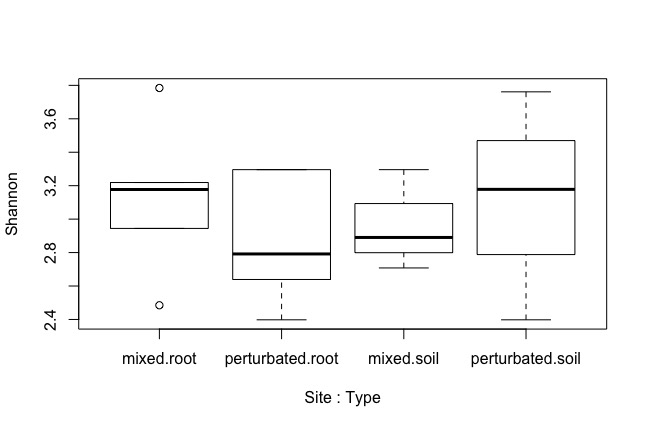 Shannon
3.6
3.2
2.8
2.4
mixed.root perturbated.root mixed.soil perturbated.soil
Site : Type